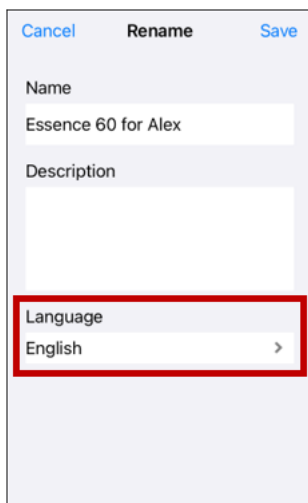 Cancel Rename Save
Name
Essence 60 for Alex
Description
Language
English